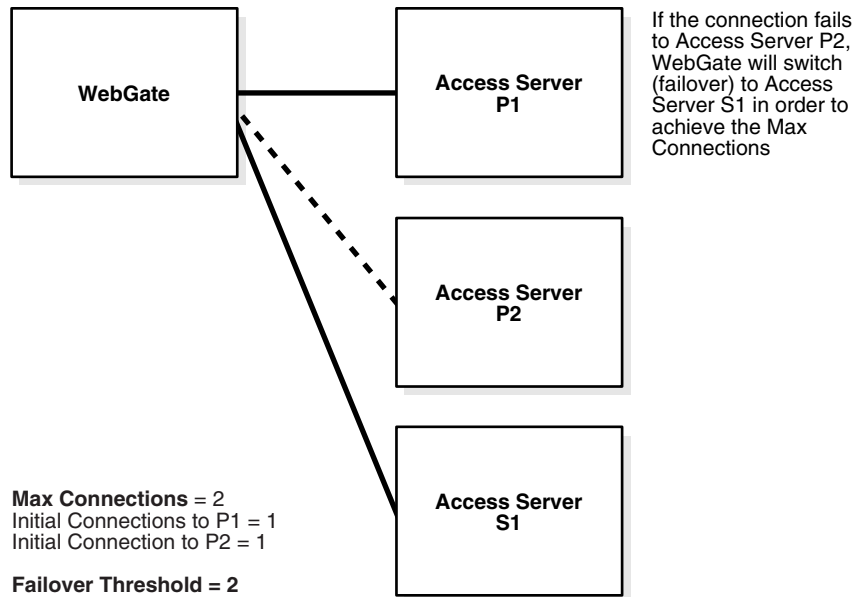 WebGate
Access Server
P1
If the connection fails
to Access Server P2,
WebGate will switch
(failover) to Access
Server S1 in order to
achieve the Max
Connections
Access Server
P2
Access Server
S1
Max Connections = 2
Initial Connections to P1 = 1
Initial Connection to P2 = 1
Failover Threshold = 2